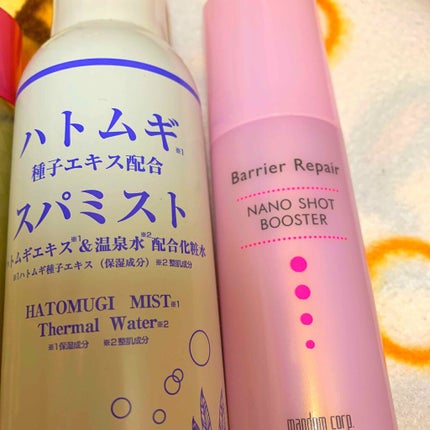 ハトムギ※1
種子エキス配合
スパミスト
ハトムギエキス※1&温泉水※2配合化粧水
※1ハトムギ種子エキス（保湿成分）※2整肌成分
HATOMUGI MIST※1
Thermal Water※2
※1保湿成分 ※2整肌成分
Barrier Repair
NANO SHOT
BOOSTER
mandom corp.